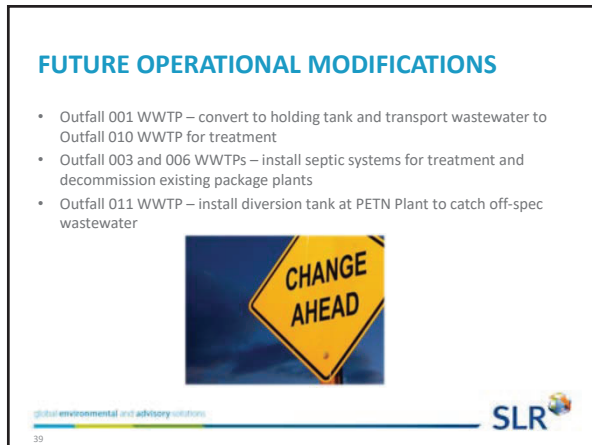 FUTURE OPERATIONAL MODIFICATIONS
• Outfall 001 WWTP – convert to holding tank and transport wastewater to
Outfall 010 WWTP for treatment
• Outfall 003 and 006 WWTPs – install septic systems for treatment and
decommission existing package plants
• Outfall 011 WWTP – install diversion tank at PETN Plant to catch off-spec
wastewater
CHANGE
AHEAD
global environmental and advisory solutions
SLR
39